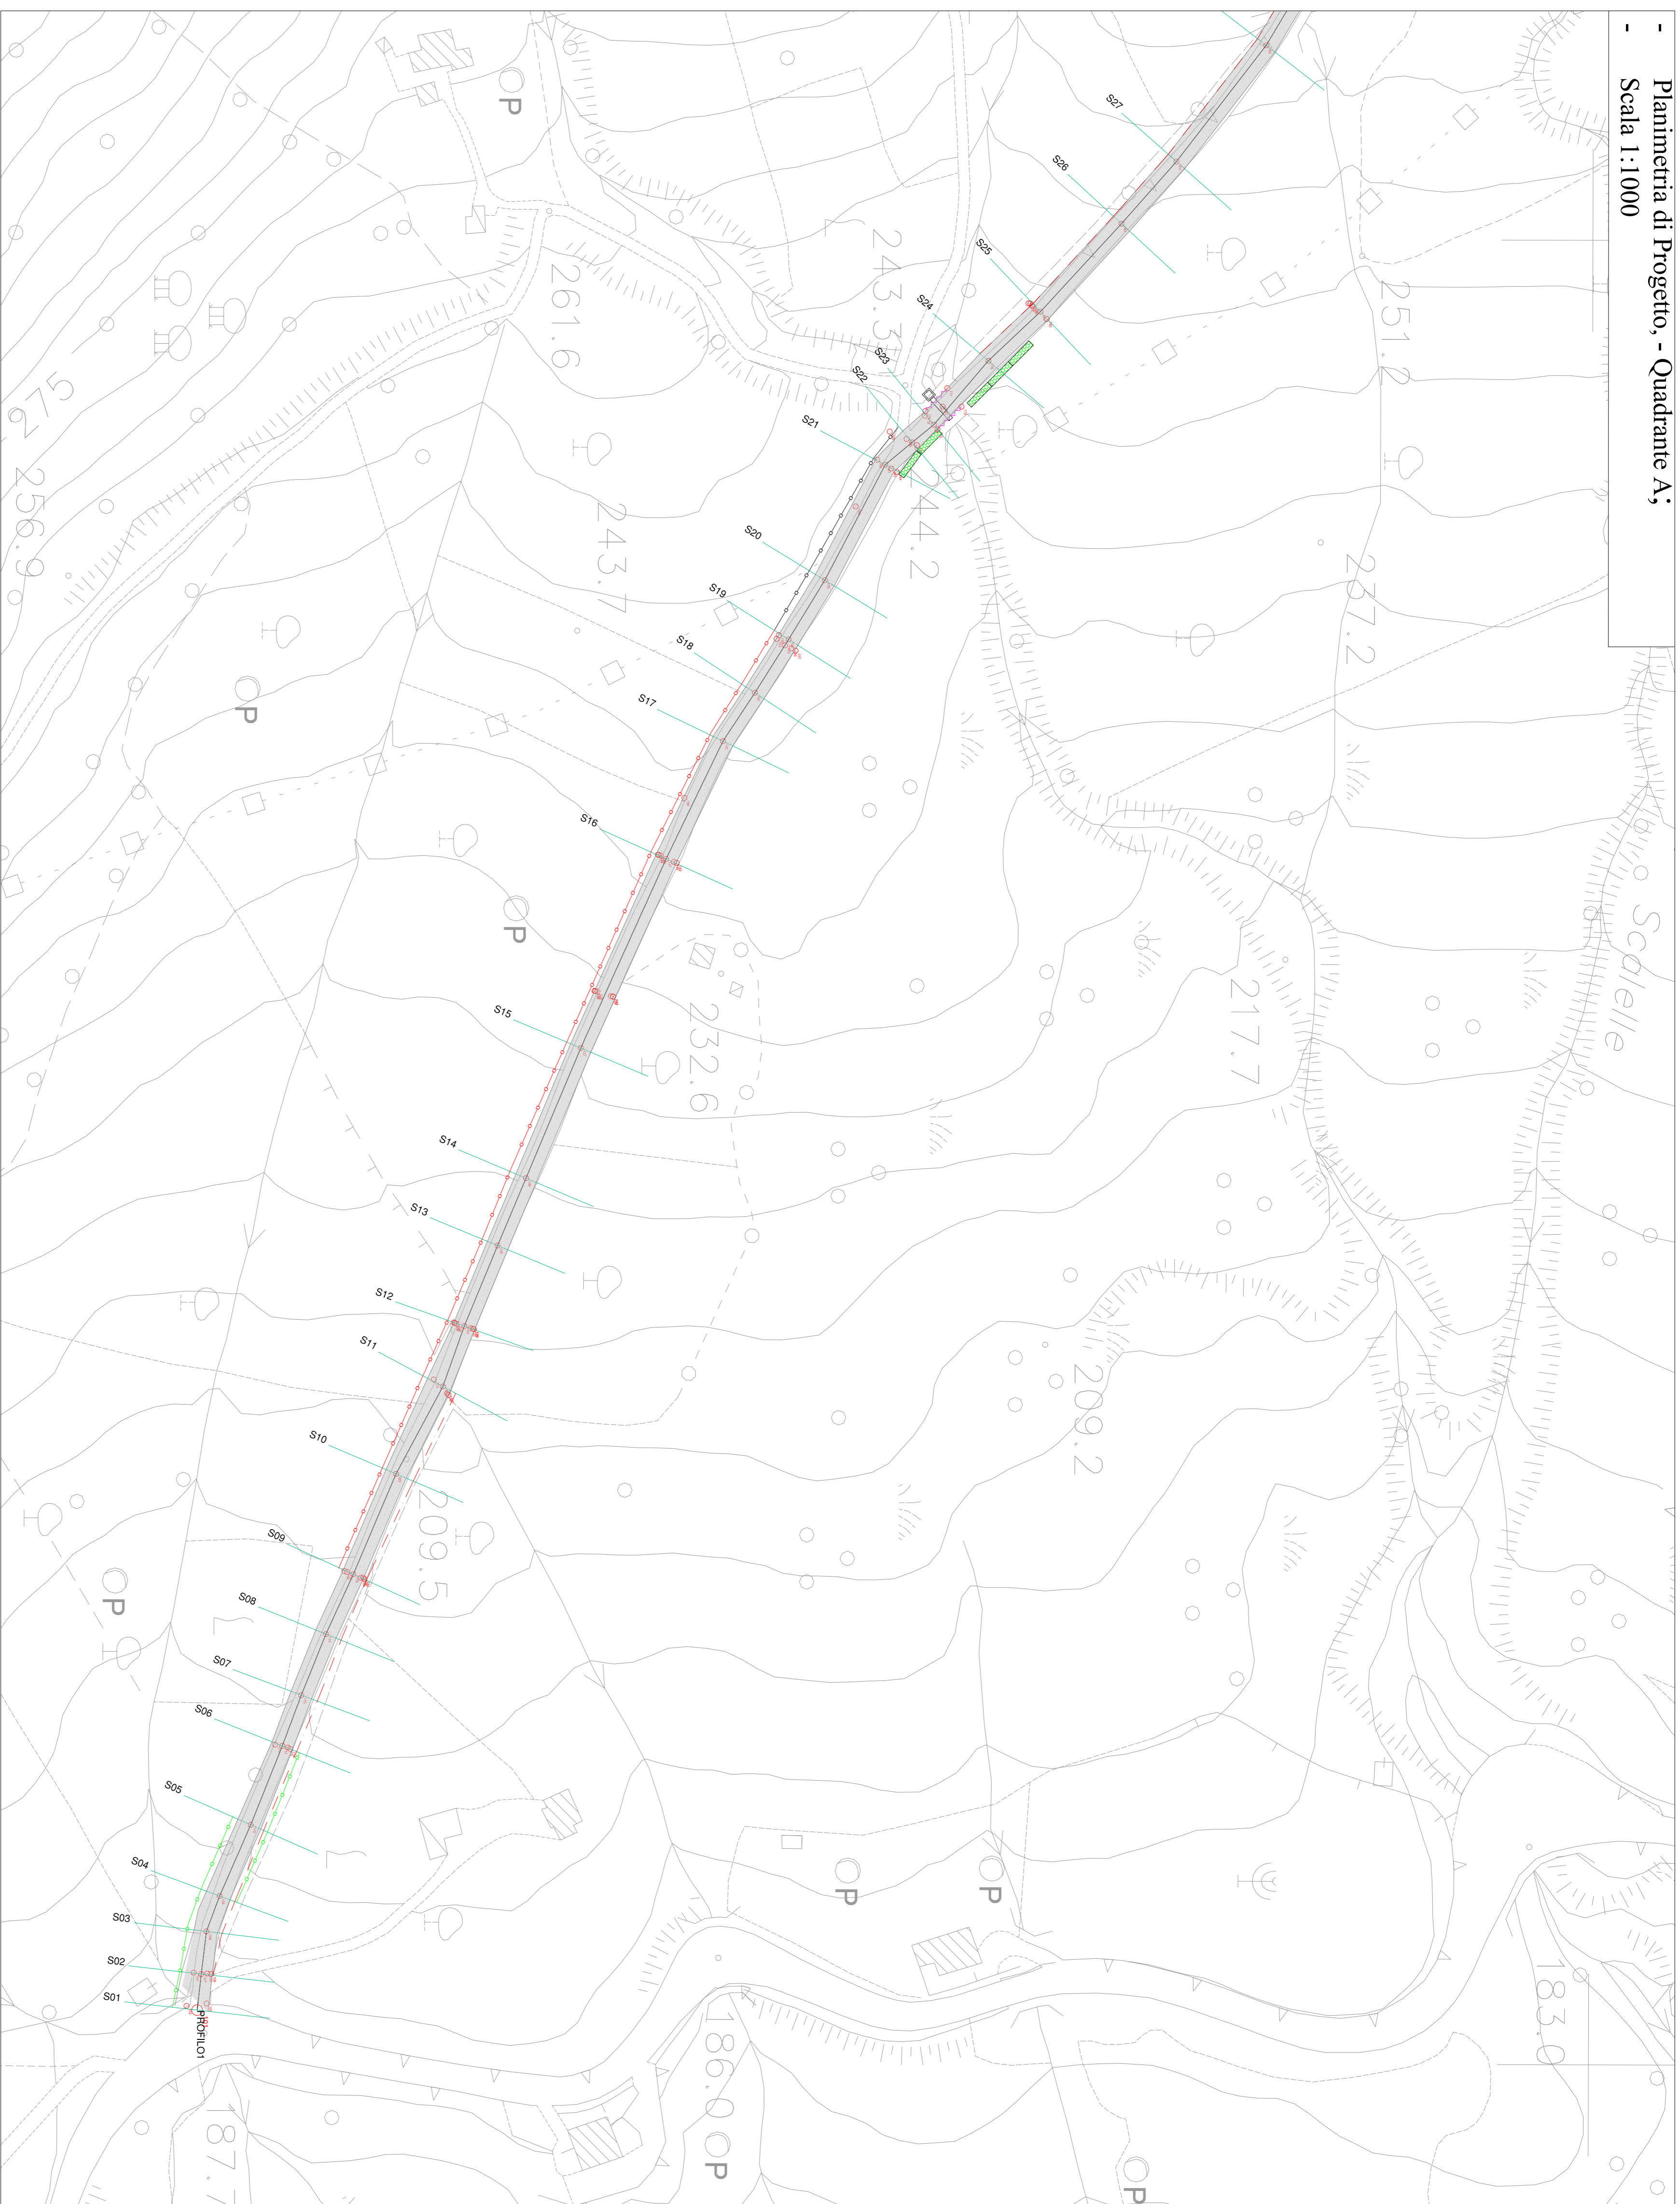 - Planimetria di Progetto, - Quadrante A;
- Scala 1:1000
S27
S26
S25
S24
S23
S22
S21
S20
S19
S18
S17
S16
S15
S14
S13
S12
S11
S10
S09
S08
S07
S06
S05
S04
S03
S02
S01
PROFILO1
Scalelle
251.2
237.2
243.3
244.2
261.6
243.7
275
256.9
217.7
232.6
209.2
209.5
183.0
186.0
187.7
P
P
P
P
P
P
P
P